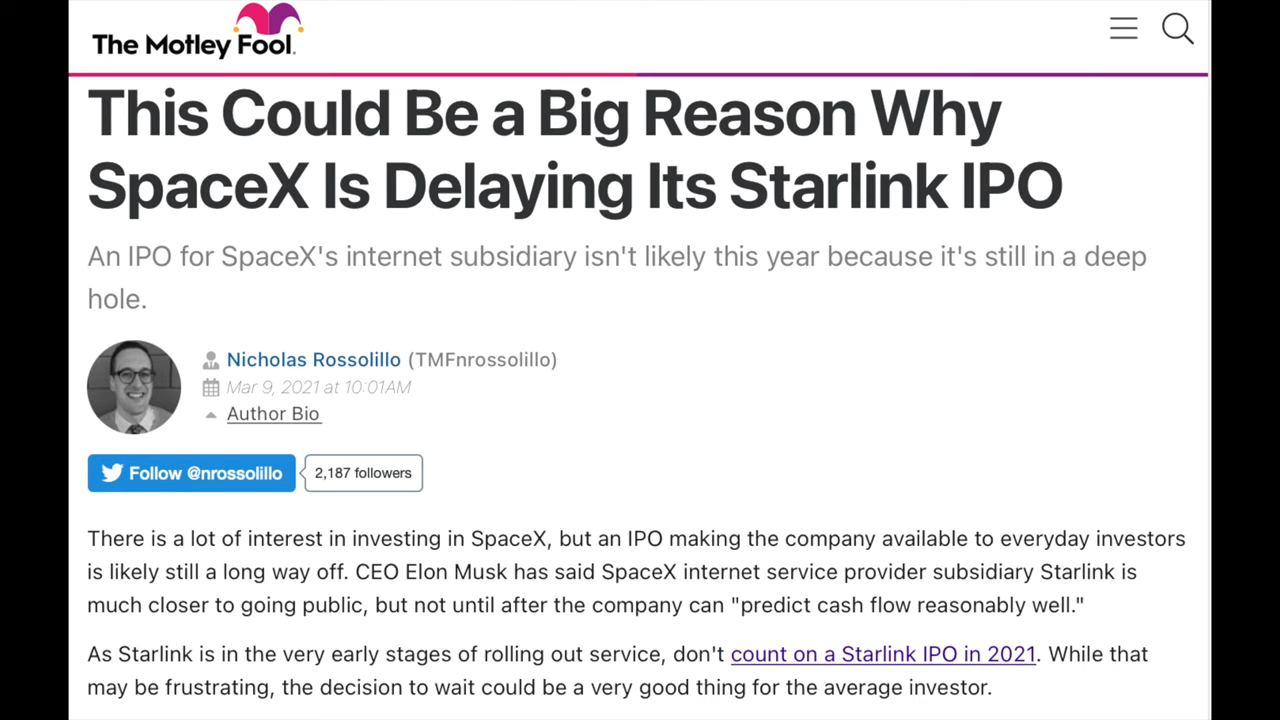 The Motley Fool.
This Could Be a Big Reason Why
SpaceX Is Delaying Its Starlink IPO
An IPO for SpaceX's internet subsidiary isn't likely this year because it's still in a deep
hole.
Nicholas Rossolillo (TMFnrossolillo)
Mar 9, 2021 at 10:01AM
Author Bio
Follow @nrossolillo
2,187 followers
There is a lot of interest in investing in SpaceX, but an IPO making the company available to everyday investors
is likely still a long way off. CEO Elon Musk has said SpaceX internet service provider subsidiary Starlink is
much closer to going public, but not until after the company can "predict cash flow reasonably well."
As Starlink is in the very early stages of rolling out service, don't count on a Starlink IPO in 2021. While that
may be frustrating, the decision to wait could be a very good thing for the average investor.